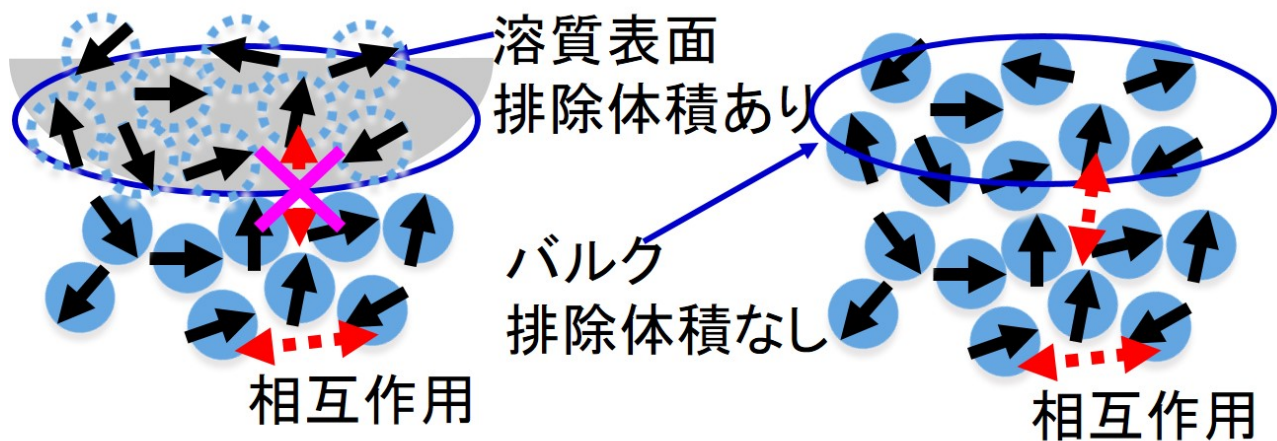 溶質表面
排除体積あり
バルク
排除体積なし
相互作用
相互作用